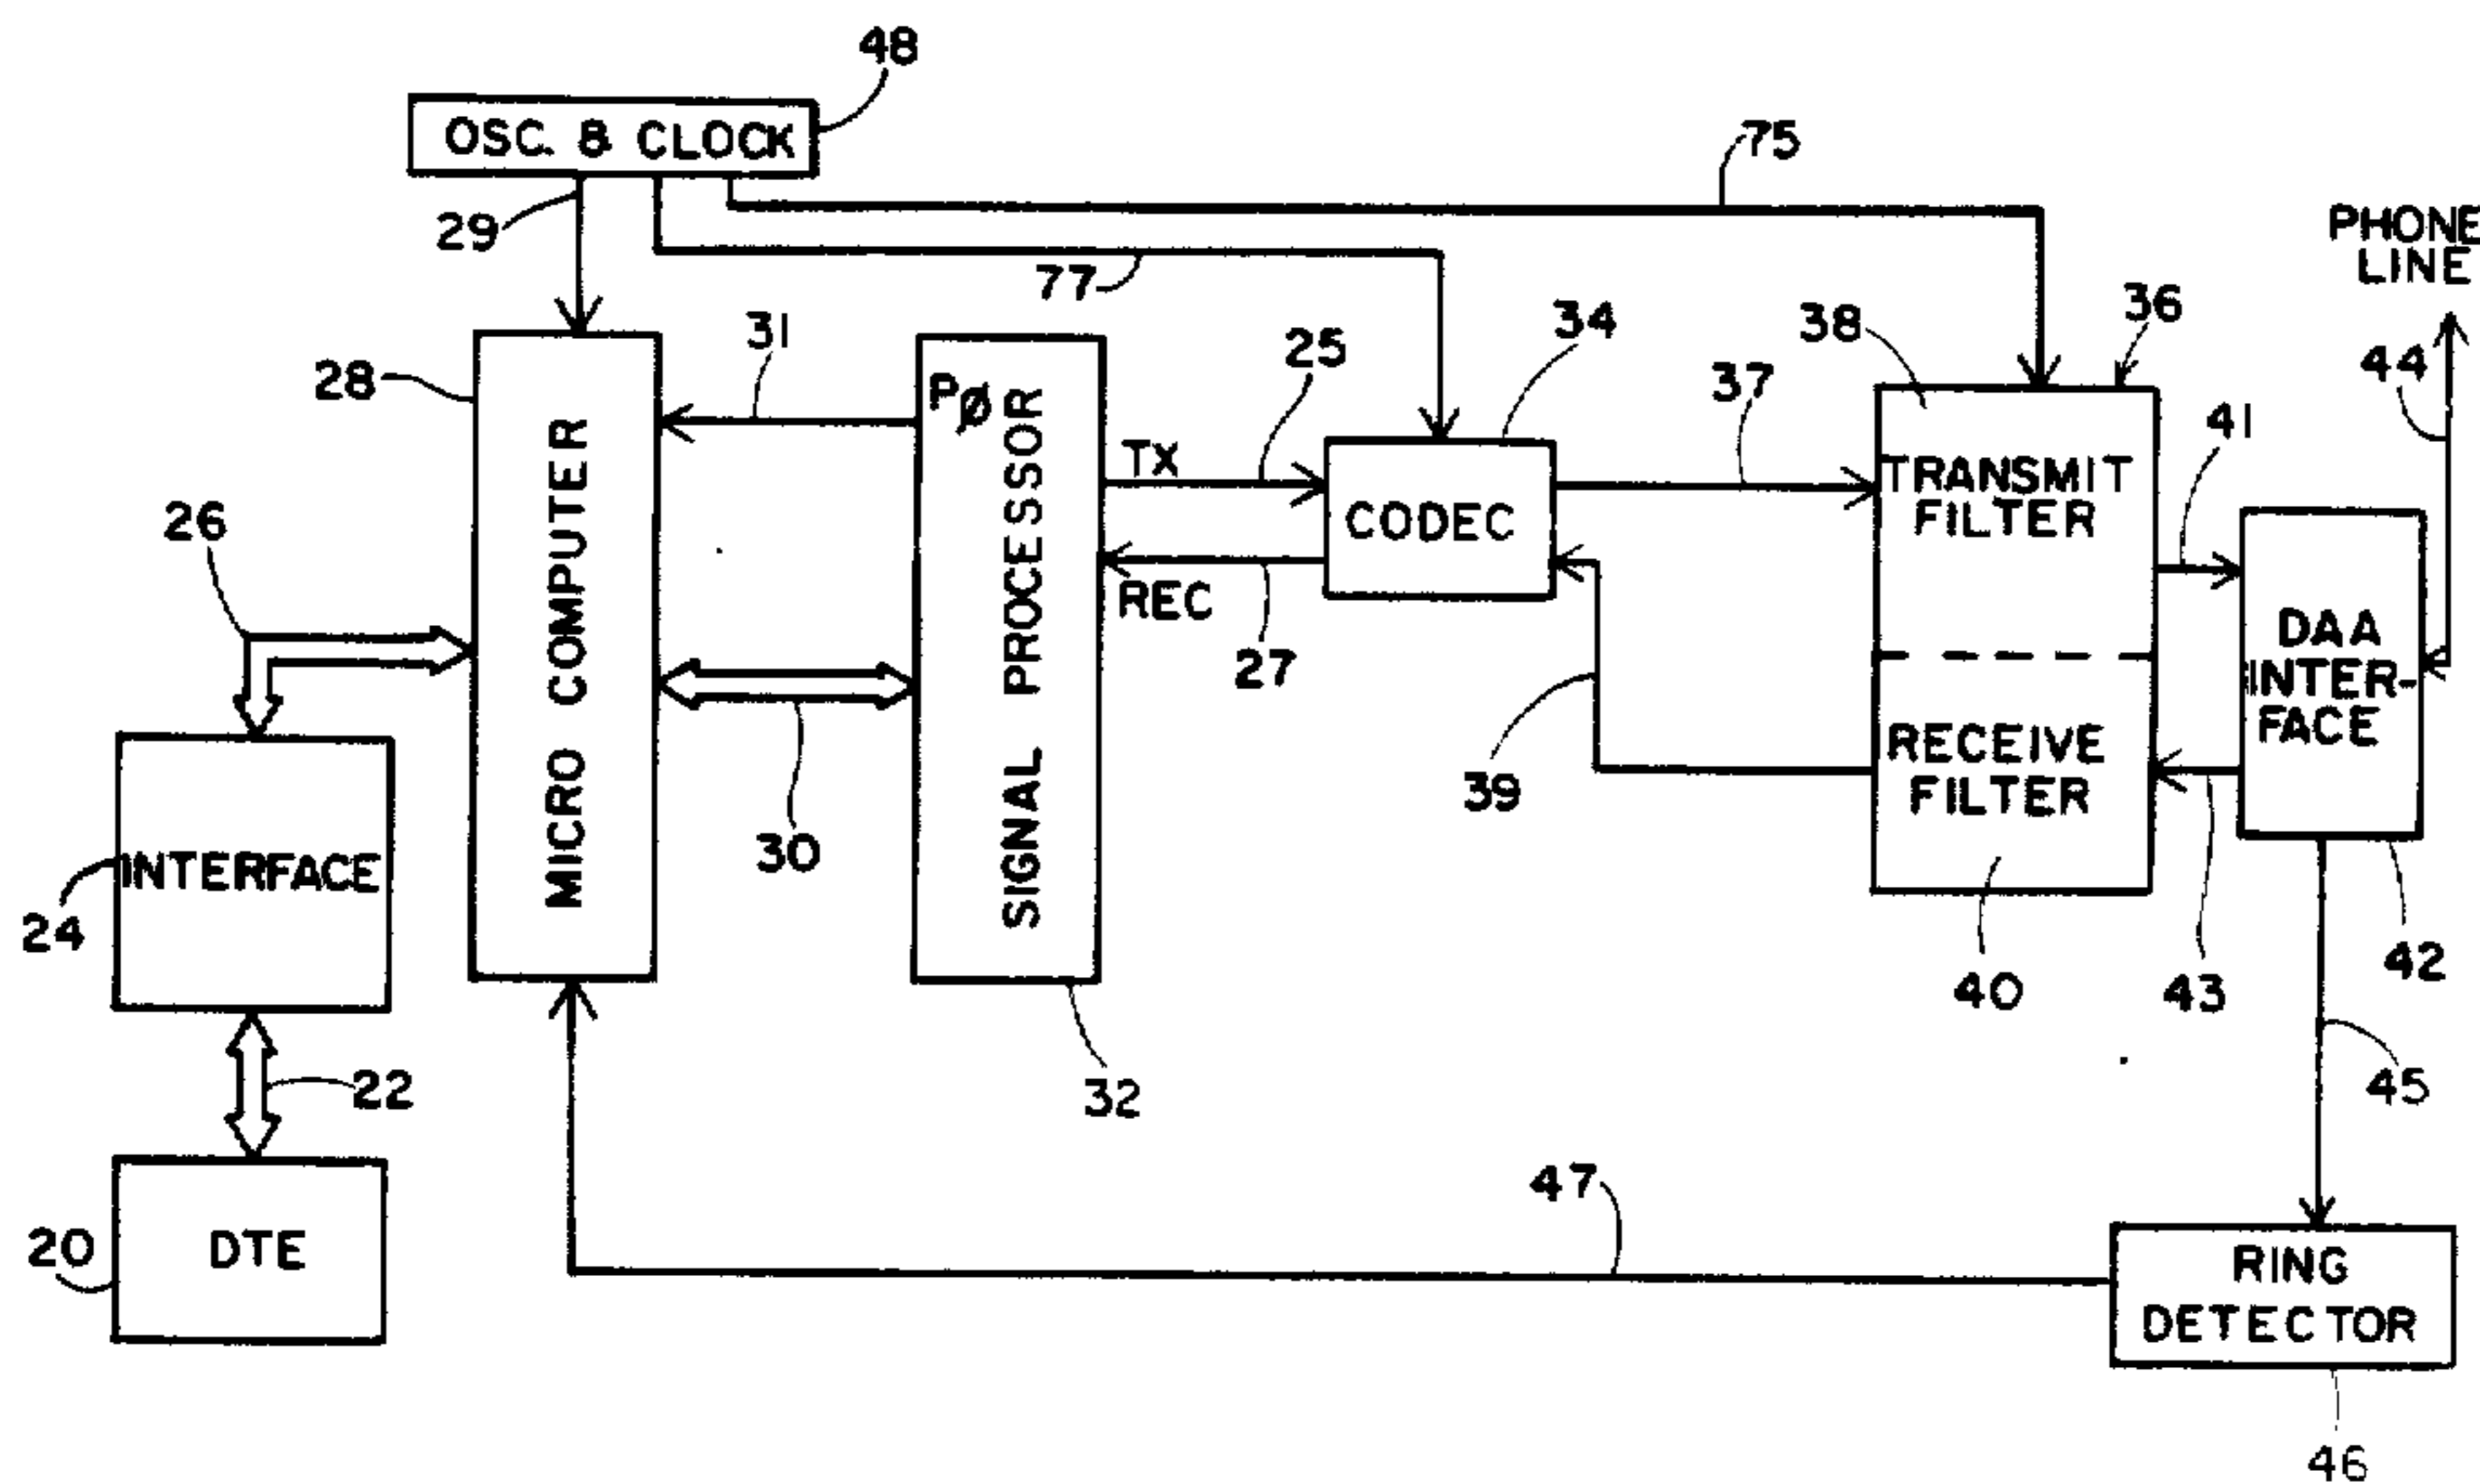 48
OSC. & CLOCK
75
29
PHONE
LINE
77
36
31
34
38
25
28
44
37
PØ
41
TX
26
TRANSMIT
FILTER
CODEC
MICRO COMPUTER
SIGNAL PROCESSOR
REC
27
DAA
INTER-
FACE
RECEIVE
FILTER
39
30
INTERFACE
24
42
40
43
22
32
45
47
20
DTE
RING
DETECTOR
46